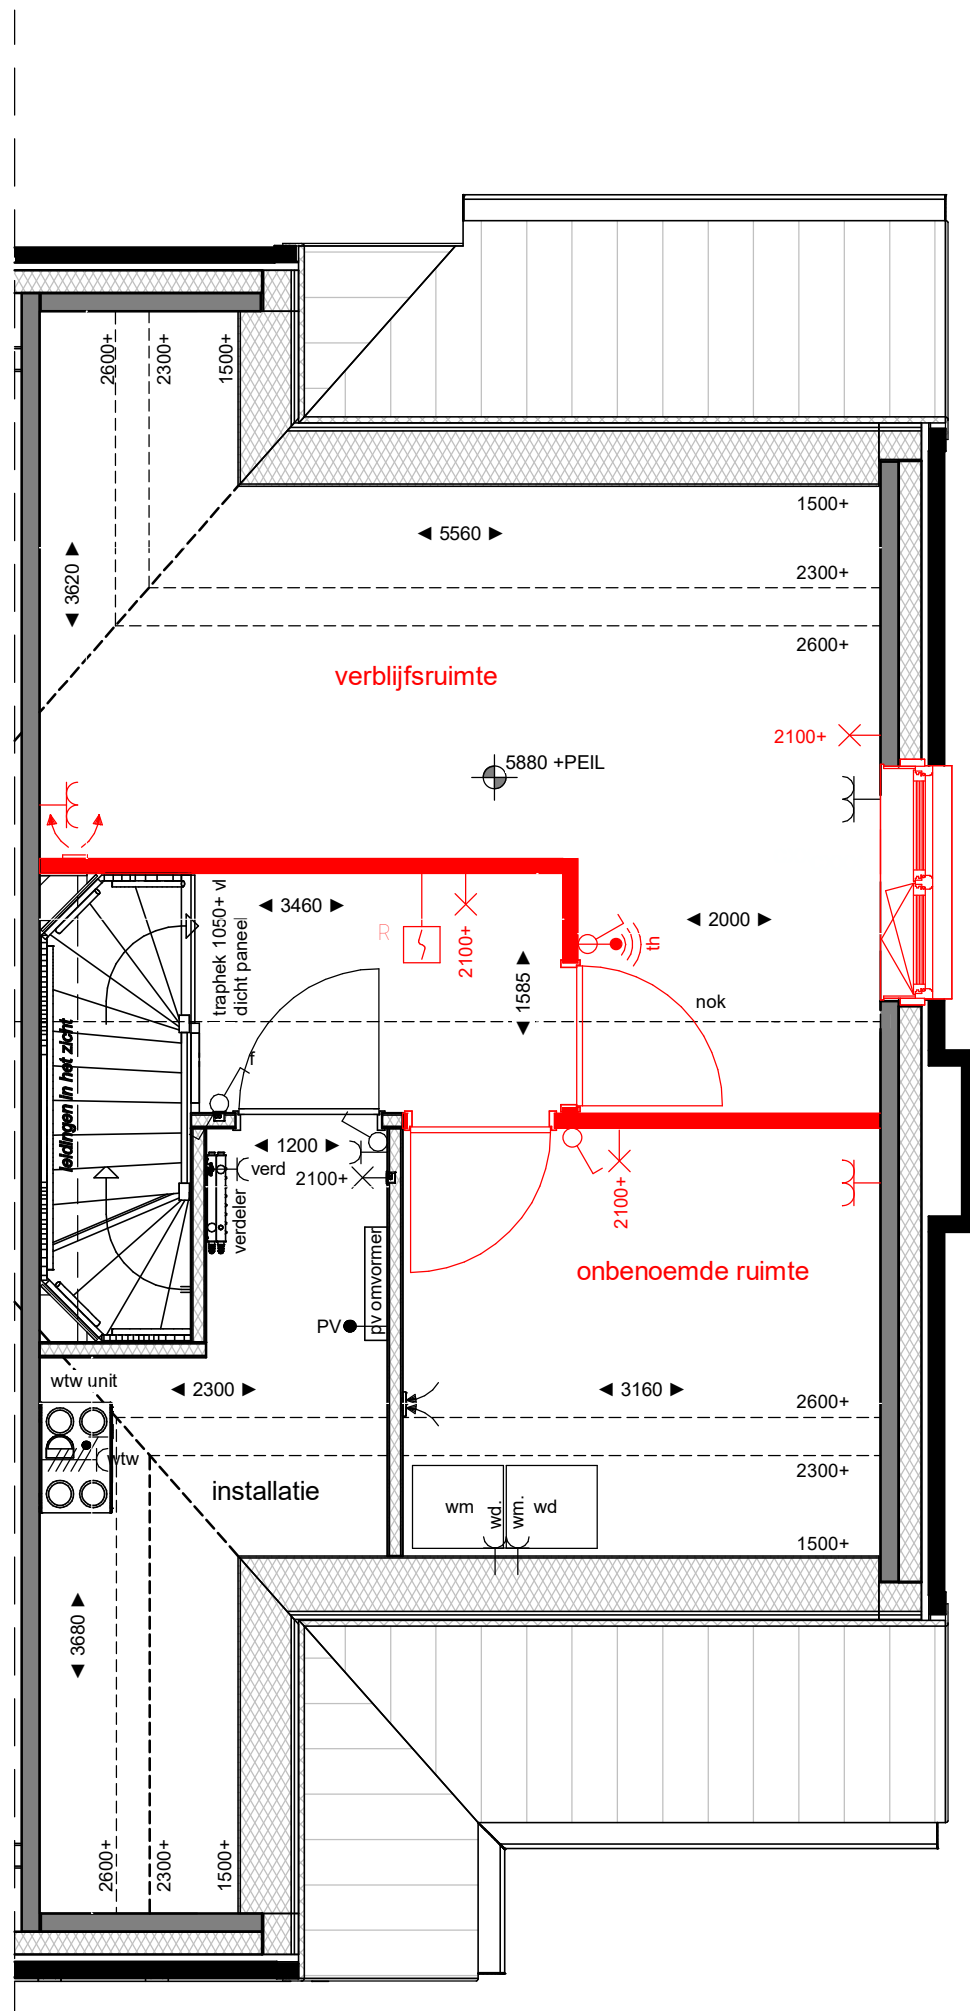 2600+
2300+
1500+
1500+
5560
2300+
3620
2600+
verblijfsruimte
2100+
5880 +PEIL
3460
R
2100+
traphek 1050+ vl
dicht paneel
2000
th
1585
nok
leidingen in het zicht
f
1200
verd
2100+
verdeler
2100+
onbenoemde ruimte
pv omvormer
PV
wtw unit
2300
3160
2600+
wtw
2300+
installatie
wm
wd.
wm.
wd
1500+
3680
2600+
2300+
1500+